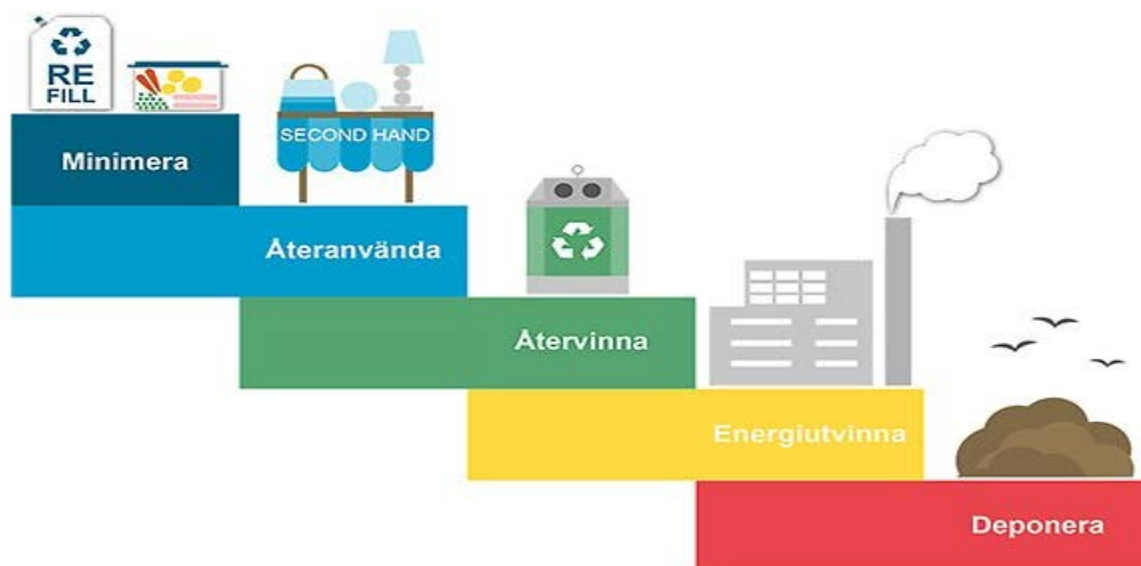 RE
FILL
Minimera
SECOND HAND
Återanvända
Återvinna
Energiutvinna
Deponera